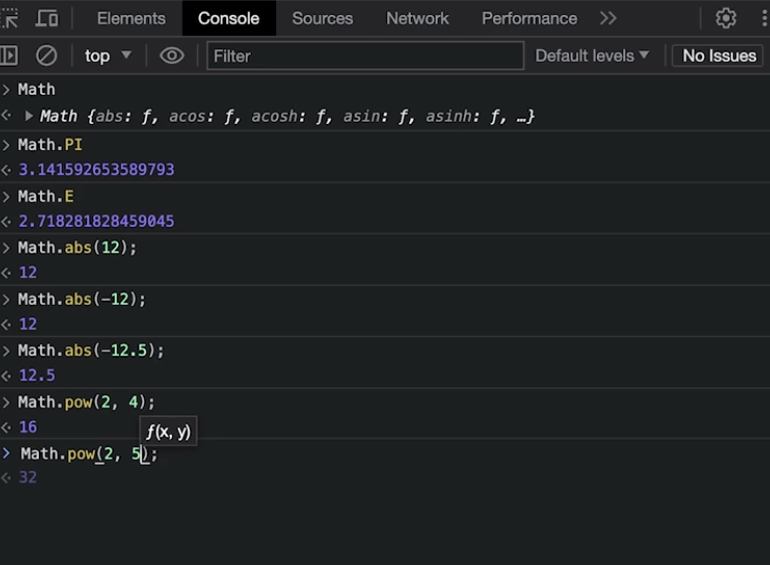 Elements Console Sources Network Performance
top Filter Default levels No Issues
> Math
Math {abs: ƒ, acos: ƒ, acosh: ƒ, asin: ƒ, asinh: ƒ, …}
> Math.PI
3.141592653589793
> Math.E
2.718281828459045
> Math.abs(12);
12
> Math.abs(-12);
12
> Math.abs(-12.5);
12.5
> Math.pow(2, 4);
16
ƒ(x, y)
> Math.pow(2, 5);
32